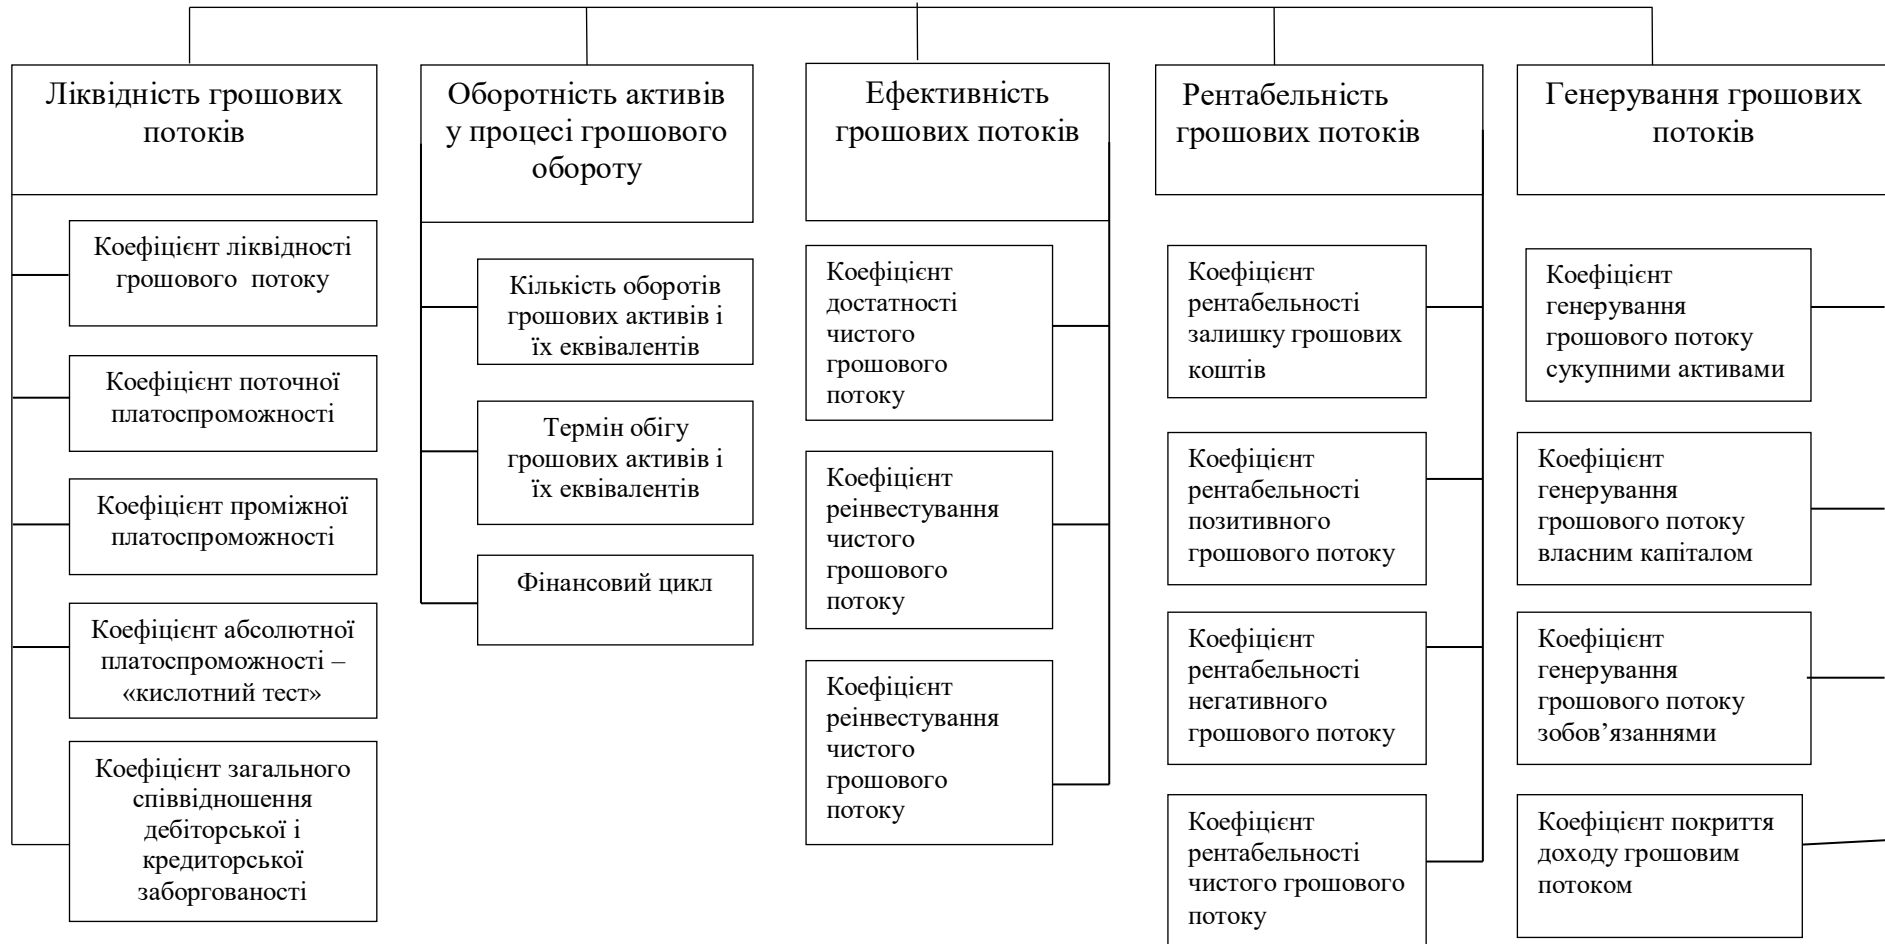 Ліквідність грошових
потоків
Коефіцієнт ліквідності
грошового потоку
Коефіцієнт поточної
платоспроможності
Коефіцієнт проміжної
платоспроможності
Коефіцієнт абсолютної
платоспроможності –
«кислотний тест»
Коефіцієнт загального
співвідношення
дебіторської і
кредиторської
заборгованості
Оборотність активів
у процесі грошового
обороту
Кількість оборотів
грошових активів і
їх еквівалентів
Термін обігу
грошових активів і
їх еквівалентів
Фінансовий цикл
Ефективність
грошових потоків
Коефіцієнт
достатності
чистого
грошового
потоку
Коефіцієнт
реінвестування
чистого
грошового
потоку
Коефіцієнт
реінвестування
чистого
грошового
потоку
Рентабельність
грошових потоків
Коефіцієнт
рентабельності
залишку грошових
коштів
Коефіцієнт
рентабельності
позитивного
грошового потоку
Коефіцієнт
рентабельності
негативного
грошового потоку
Коефіцієнт
рентабельності
чистого грошового
потоку
Генерування грошових
потоків
Коефіцієнт
генерування
грошового потоку
сукупними активами
Коефіцієнт
генерування
грошового потоку
власним капіталом
Коефіцієнт
генерування
грошового потоку
зобов’язаннями
Коефіцієнт покриття
доходу грошовим
потоком